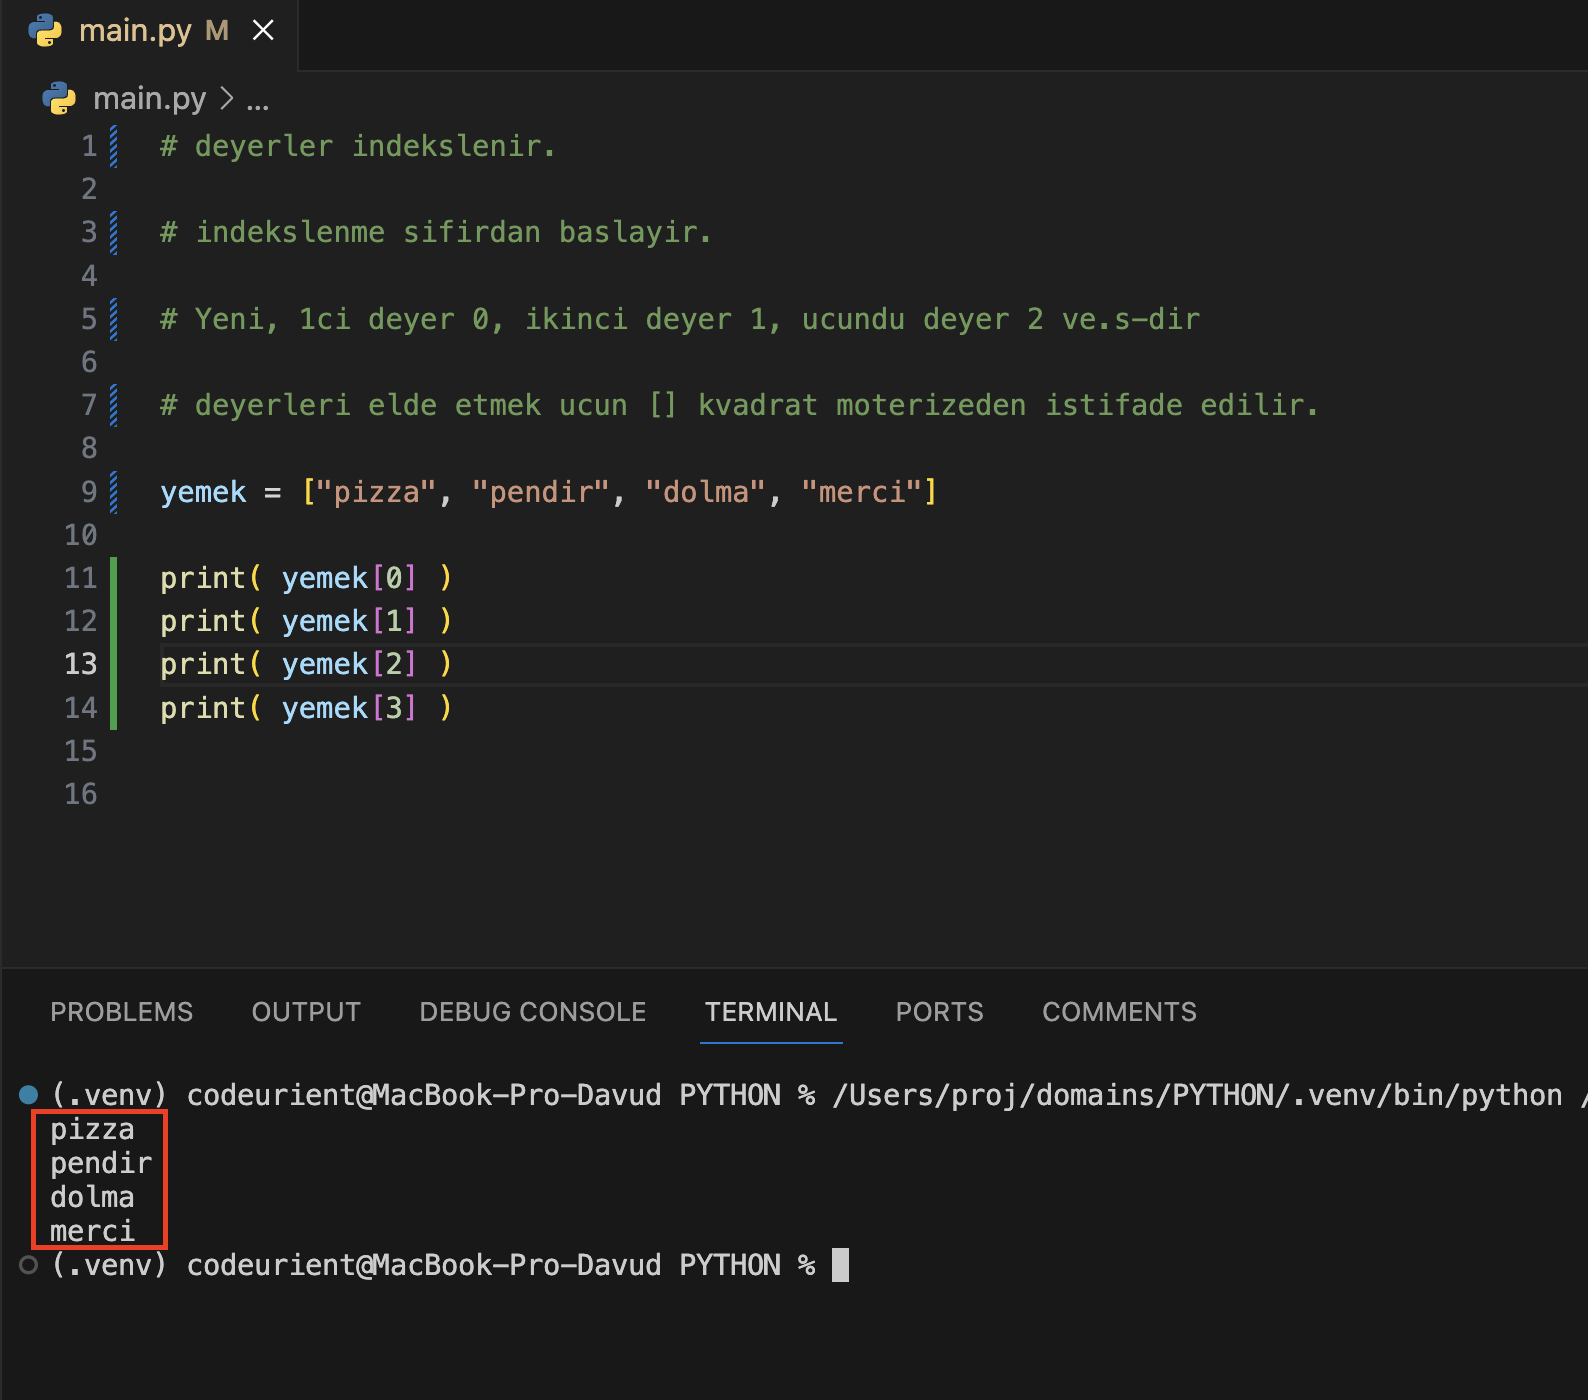 main.py M
main.py > ...
1 # deyerler indekslenir.
2
3 # indekslenme sifirdan baslayir.
4
5 # Yeni, 1ci deyer 0, ikinci deyer 1, ucundu deyer 2 ve.s-dir
6
7 # deyerleri elde etmek ucun [] kvadrat moterizeden istifade edilir.
8
9 yemek = ["pizza", "pendir", "dolma", "merci"]
10
11 print( yemek[0] )
12 print( yemek[1] )
13 print( yemek[2] )
14 print( yemek[3] )
15
16
PROBLEMS OUTPUT DEBUG CONSOLE TERMINAL PORTS COMMENTS
(.venv) codeurient@MacBook-Pro-Davud PYTHON % /Users/proj/domains/PYTHON/.venv/bin/python /
pizza
pendir
dolma
merci
(.venv) codeurient@MacBook-Pro-Davud PYTHON %